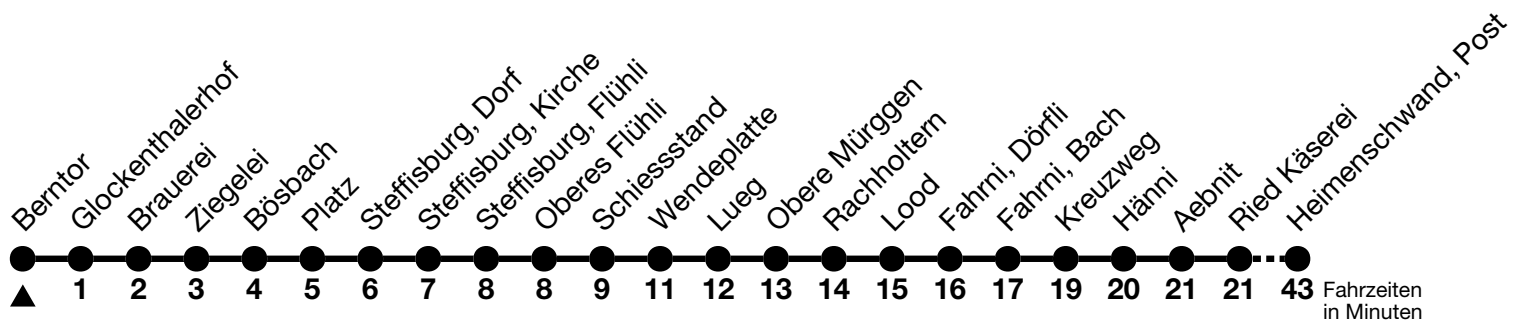 Berntor
Glockenthalerhof
Brauerei
Ziegelei
Bösbach
Platz
Steffisburg, Dorf
Steffisburg, Kirche
Steffisburg, Flühli
Oberes Flühli
Schiessstand
Wendeplatte
Lueg
Obere Mürggen
Rachholtern
Lood
Fahrni, Dörfli
Fahrni, Bach
Kreuzweg
Hänni
Aebnit
Ried Käserei
Heimenschwand, Post
1 2 3 4 5 6 7 8 8 9 11 12 13 14 15 16 17 19 20 21 21 43 Fahrzeiten
in Minuten